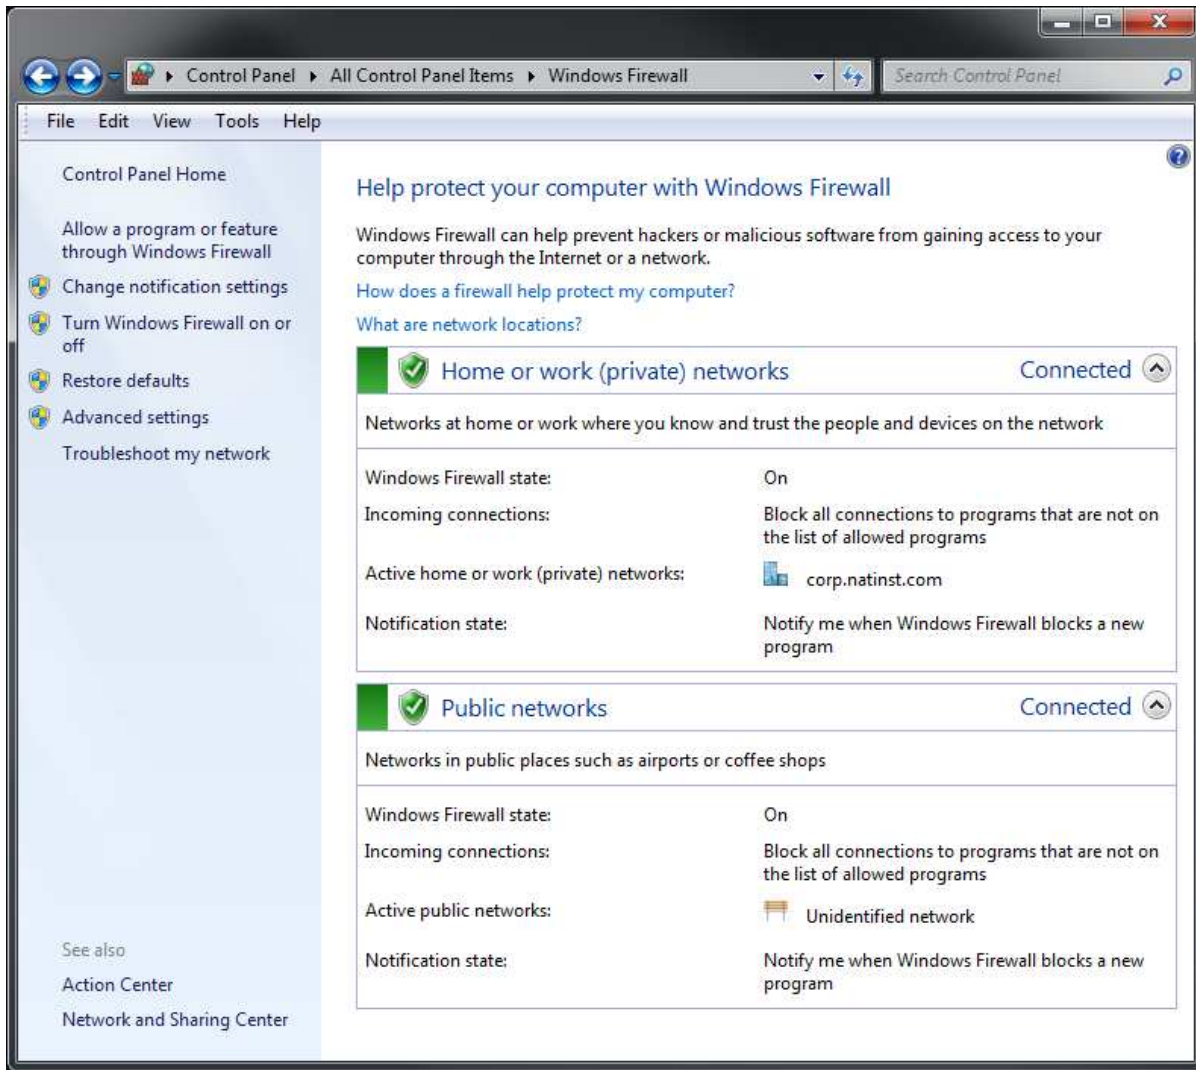 Control Panel
All Control Panel Items
Windows Firewall
Search Control Panel
File Edit View Tools Help
Control Panel Home
Allow a program or feature
through Windows Firewall
Change notification settings
Turn Windows Firewall on or
off
Restore defaults
Advanced settings
Troubleshoot my network
See also
Action Center
Network and Sharing Center
Help protect your computer with Windows Firewall
Windows Firewall can help prevent hackers or malicious software from gaining access to your
computer through the Internet or a network.
How does a firewall help protect my computer?
What are network locations?
Home or work (private) networks Connected
Networks at home or work where you know and trust the people and devices on the network
Windows Firewall state: On
Incoming connections: Block all connections to programs that are not on
the list of allowed programs
Active home or work (private) networks: corp.natinst.com
Notification state: Notify me when Windows Firewall blocks a new
program
Public networks Connected
Networks in public places such as airports or coffee shops
Windows Firewall state: On
Incoming connections: Block all connections to programs that are not on
the list of allowed programs
Active public networks: Unidentified network
Notification state: Notify me when Windows Firewall blocks a new
program